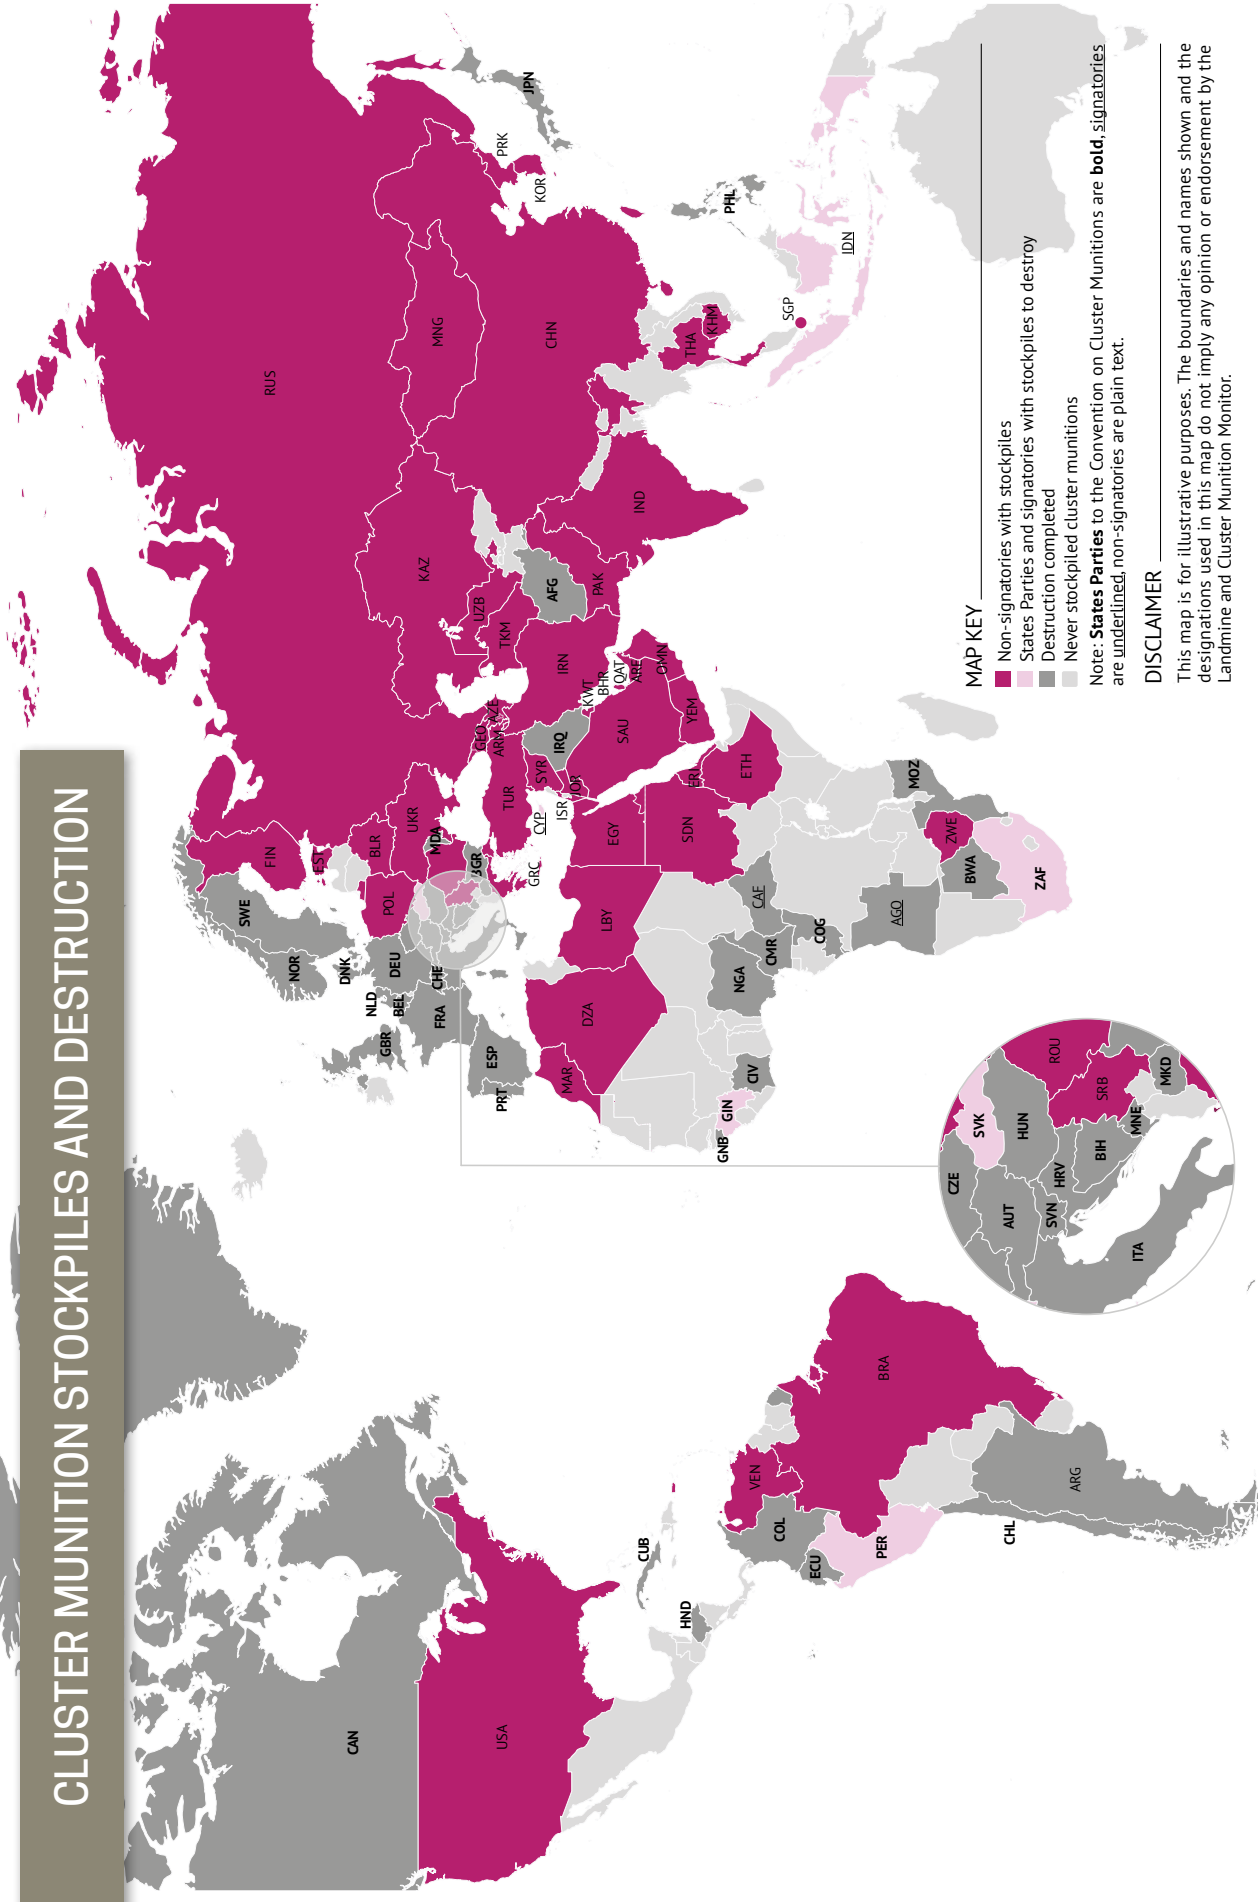 CLUSTER MUNITION STOCKPILES AND DESTRUCTION
CAN
USA
CUB
HND
VEN
COL
ECU
PER
BRA
CHL
ARG
SWE
FIN
NOR
EST
DNK
NLD
BEL
DEU
POL
BLR
UKR
GBR
FRA
CHE
MDA
BGR
PRT
ESP
GRC
CYP
TUR
GEO
ARM
AZE
SYR
ISR
JOR
IRQ
IRN
KWT
BHR
QAT
ARE
OMN
SAU
YEM
RUS
KAZ
UZB
TKM
AFG
PAK
IND
MNG
CHN
PRK
KOR
JPN
THA
KHM
PHL
SGP
IDN
MAR
DZA
LBY
EGY
SDN
ERI
ETH
GNB
GIN
CIV
NGA
CMR
CAF
COG
AGO
MOZ
ZWE
BWA
ZAF
CZE
SVK
AUT
HUN
ROU
SVN
HRV
BIH
SRB
MNE
MKD
ITA
MAP KEY
Non-signatories with stockpiles
States Parties and signatories with stockpiles to destroy
Destruction completed
Never stockpiled cluster munitions
Note: States Parties to the Convention on Cluster Munitions are bold, signatories
are underlined, non-signatories are plain text.
DISCLAIMER
This map is for illustrative purposes. The boundaries and names shown and the
designations used in this map do not imply any opinion or endorsement by the
Landmine and Cluster Munition Monitor.